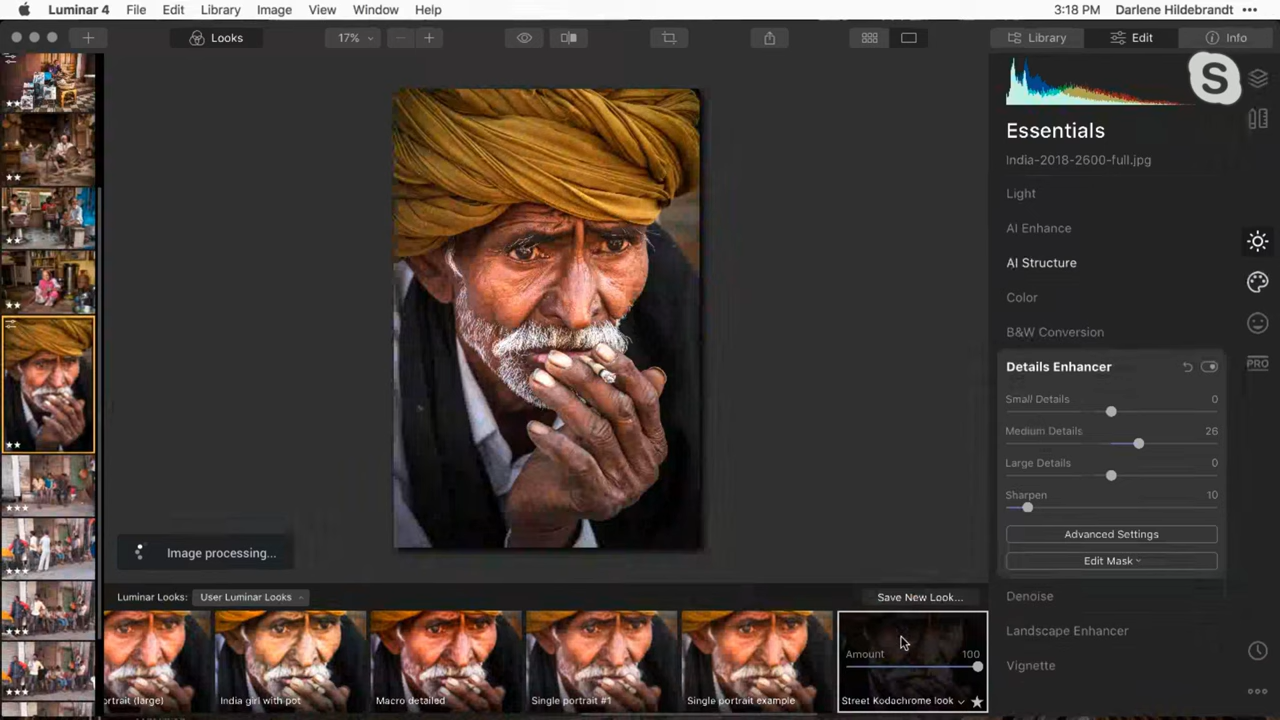 Luminar 4 File Edit Library Image View Window Help 3:18 PM Darlene Hildebrandt
Looks 17% Library Edit Info
S
Essentials
India-2018-2600-full.jpg
Light
AI Enhance
AI Structure
Color
B&W Conversion
Details Enhancer
Small Details 0
Medium Details 26
Large Details 0
Sharpen 10
Advanced Settings
Edit Mask
Denoise
Landscape Enhancer
Vignette
PRO
Image processing...
Luminar Looks: User Luminar Looks Save New Look...
Amount 100
ortrait (large) India girl with pot Macro detailed Single portrait #1 Single portrait example Street Kodachrome look